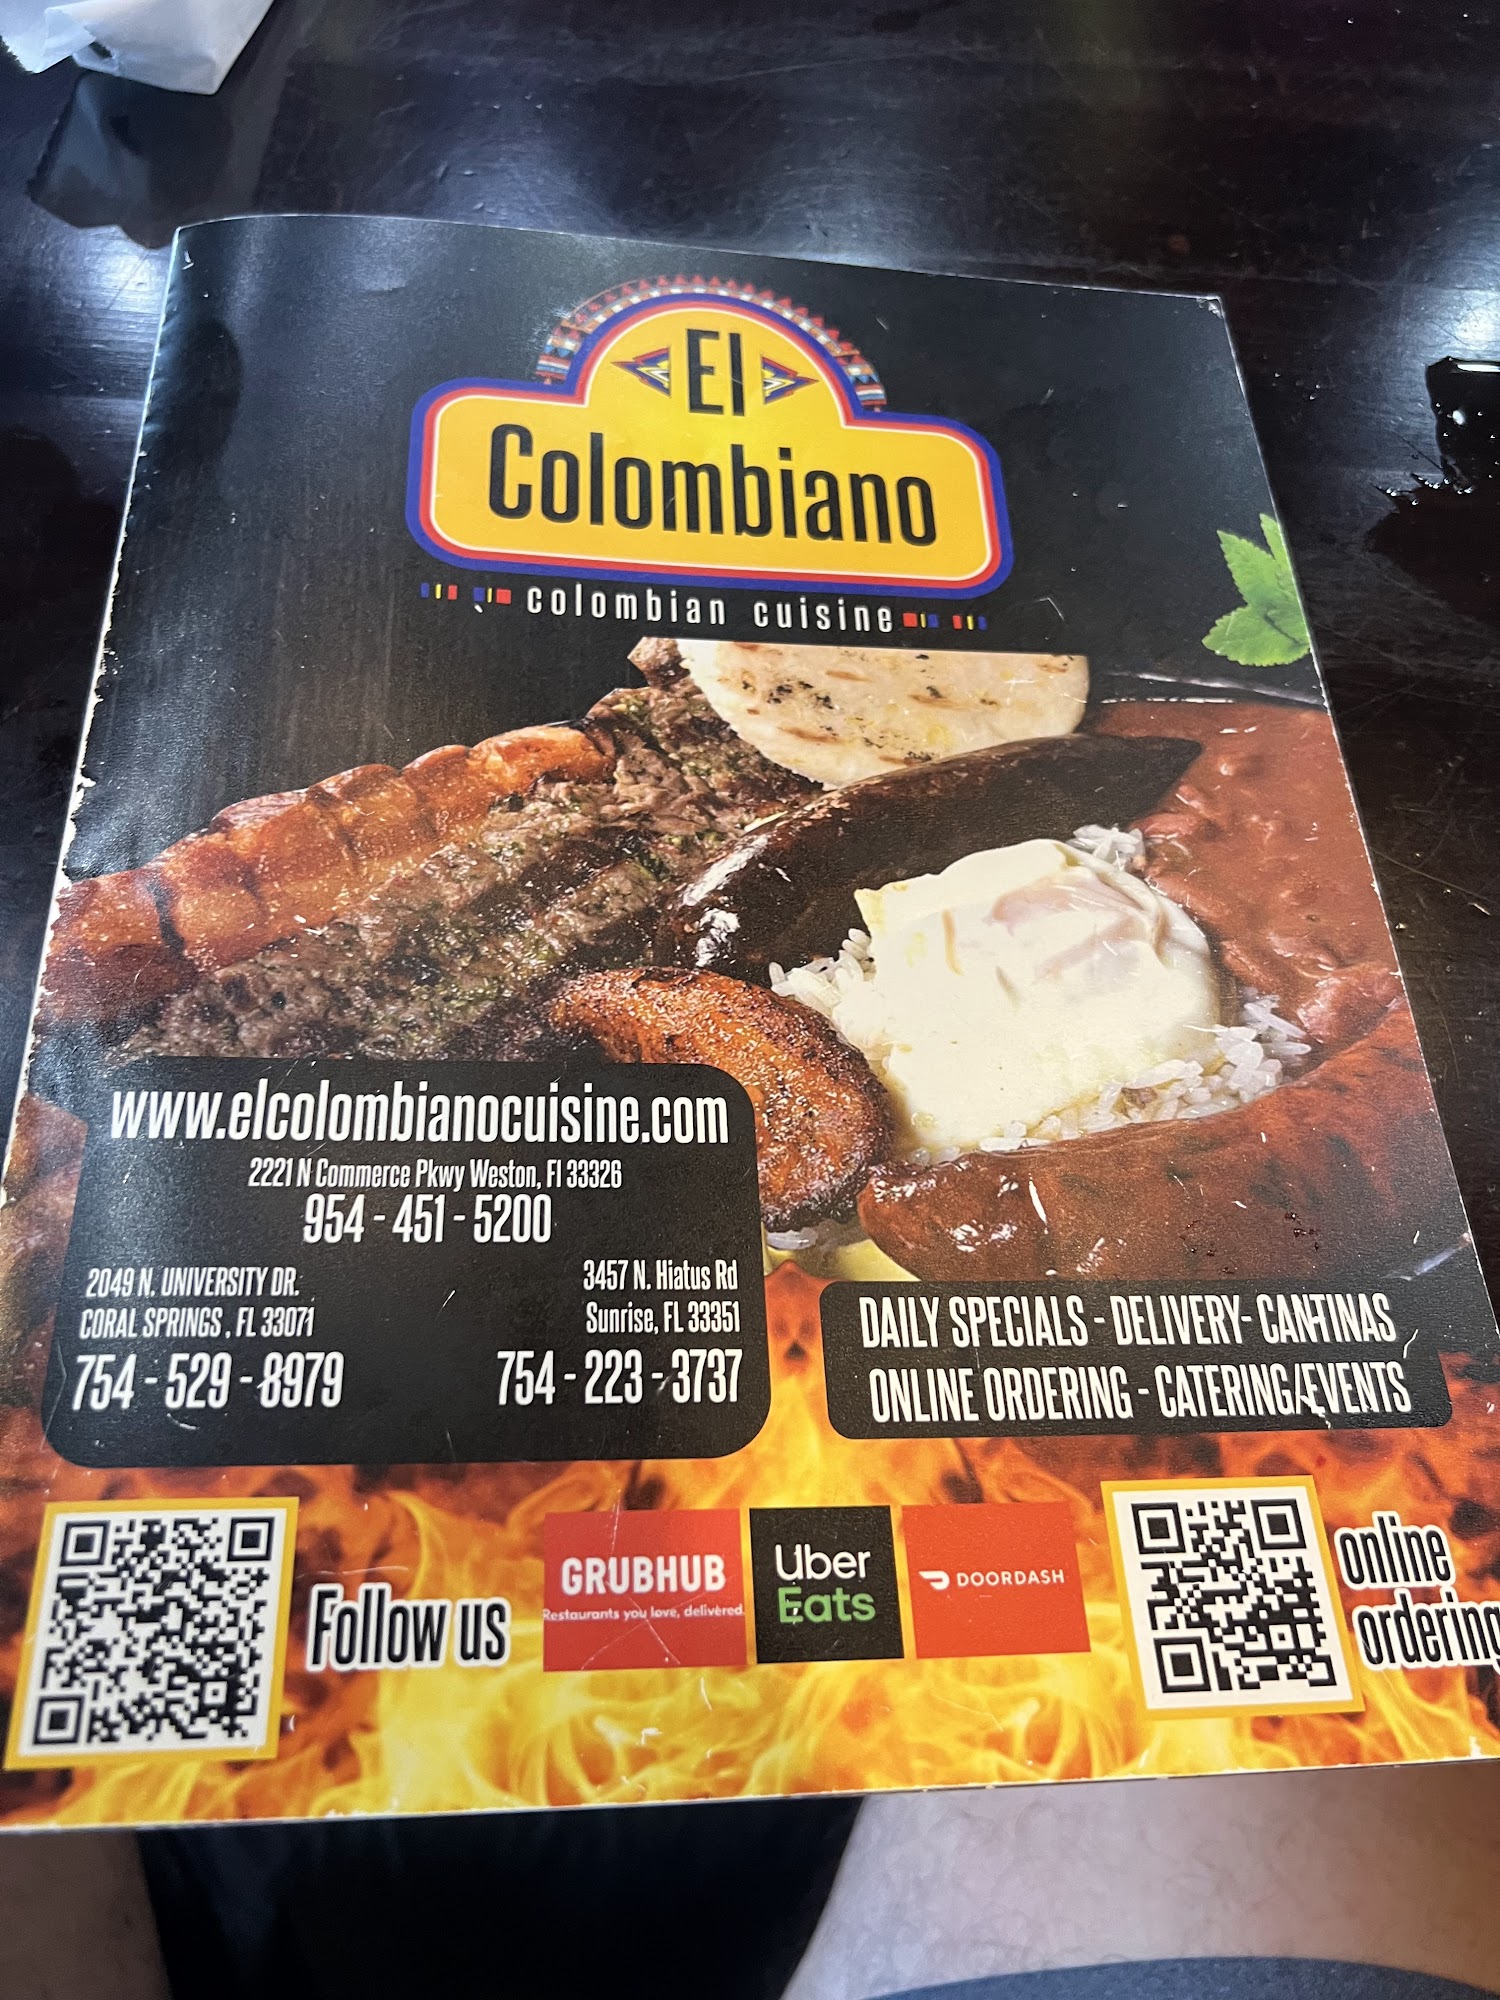 El
Colombiano
colombian cuisine
www.elcolombianocuisine.com
2221 N Commerce Pkwy Weston, Fl 33326
954 - 451 - 5200
2049 N. UNIVERSITY DR.
CORAL SPRINGS , FL 33071
754 - 529 - 8979
3457 N. Hiatus Rd
Sunrise, FL 33351
754 - 223 - 3737
DAILY SPECIALS - DELIVERY- CANTINAS
ONLINE ORDERING - CATERING/EVENTS
Follow us
GRUBHUB
Restaurants you love, delivered.
Uber
Eats
DOORDASH
online
ordering